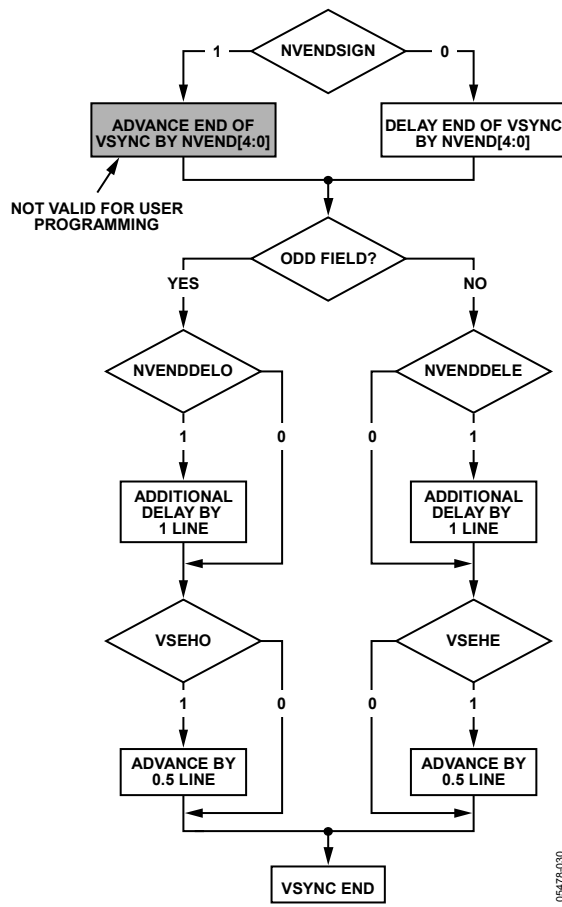 NVENDSIGN
1
0
ADVANCE END OF
VSYNC BY NVEND[4:0]
DELAY END OF VSYNC
BY NVEND[4:0]
NOT VALID FOR USER
PROGRAMMING
ODD FIELD?
YES
NO
NVENDDELO
NVENDDELE
1
0
0
1
ADDITIONAL
DELAY BY
1 LINE
ADDITIONAL
DELAY BY
1 LINE
VSEHO
VSEHE
1
0
0
1
ADVANCE BY
0.5 LINE
ADVANCE BY
0.5 LINE
VSYNC END
05478-030